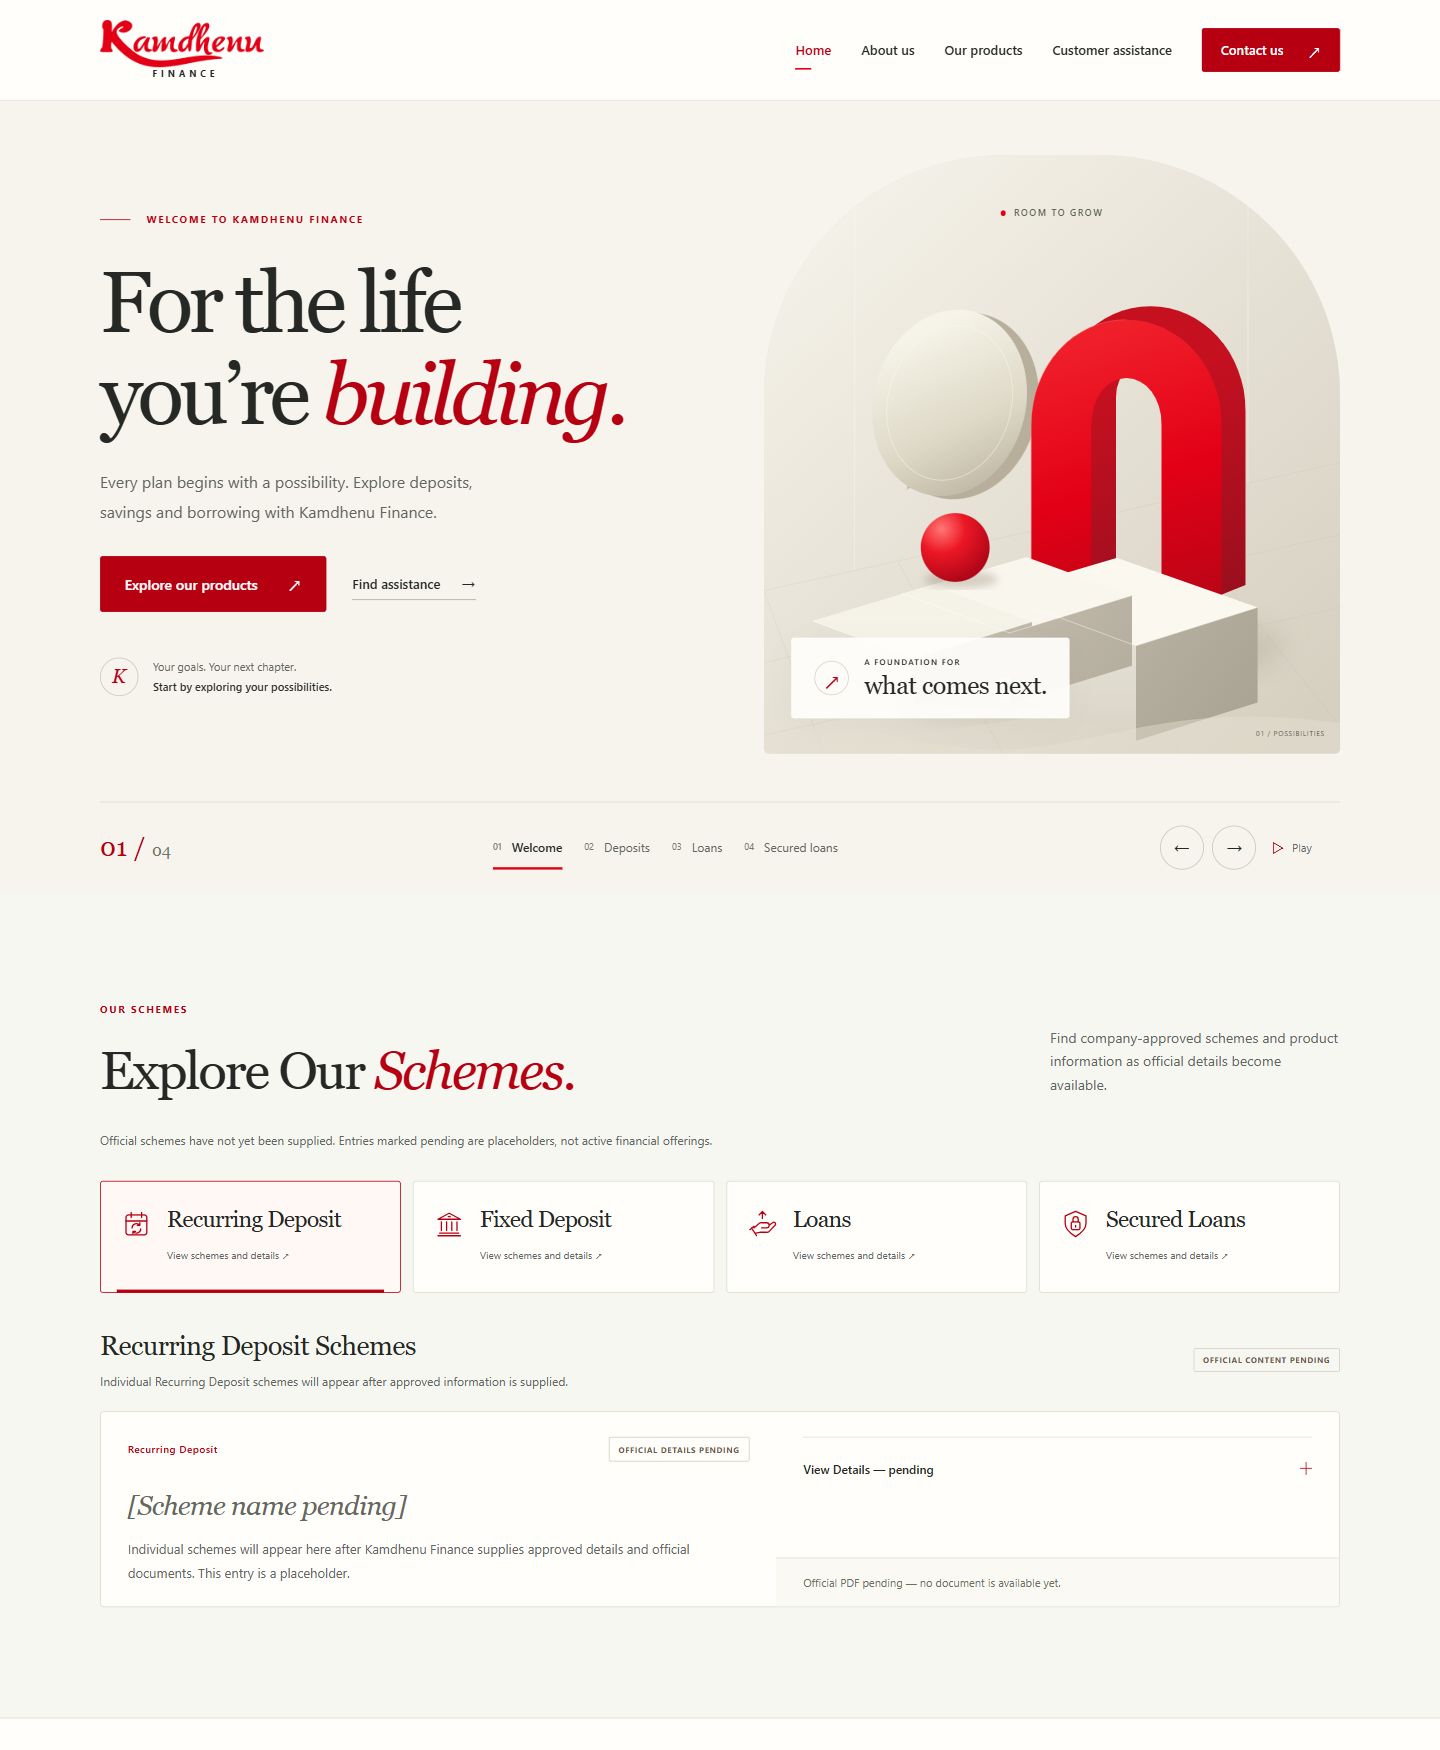 Kamdhenu
FINANCE
Home
About us
Our products
Customer assistance
Contact us ↗
WELCOME TO KAMDHENU FINANCE
For the life
you’re building.
Every plan begins with a possibility. Explore deposits,
savings and borrowing with Kamdhenu Finance.
Explore our products ↗
Find assistance →
K
Your goals. Your next chapter.
Start by exploring your possibilities.
ROOM TO GROW
↗
A FOUNDATION FOR
what comes next.
01 / POSSIBILITIES
01 / 04
01 Welcome
02 Deposits
03 Loans
04 Secured loans
← → Play
OUR SCHEMES
Explore Our Schemes.
Find company-approved schemes and product
information as official details become
available.
Official schemes have not yet been supplied. Entries marked pending are placeholders, not active financial offerings.
Recurring Deposit
View schemes and details ↗
Fixed Deposit
View schemes and details ↗
Loans
View schemes and details ↗
Secured Loans
View schemes and details ↗
Recurring Deposit Schemes
Individual Recurring Deposit schemes will appear after approved information is supplied.
OFFICIAL CONTENT PENDING
Recurring Deposit
OFFICIAL DETAILS PENDING
[Scheme name pending]
Individual schemes will appear here after Kamdhenu Finance supplies approved details and official
documents. This entry is a placeholder.
View Details — pending +
Official PDF pending — no document is available yet.